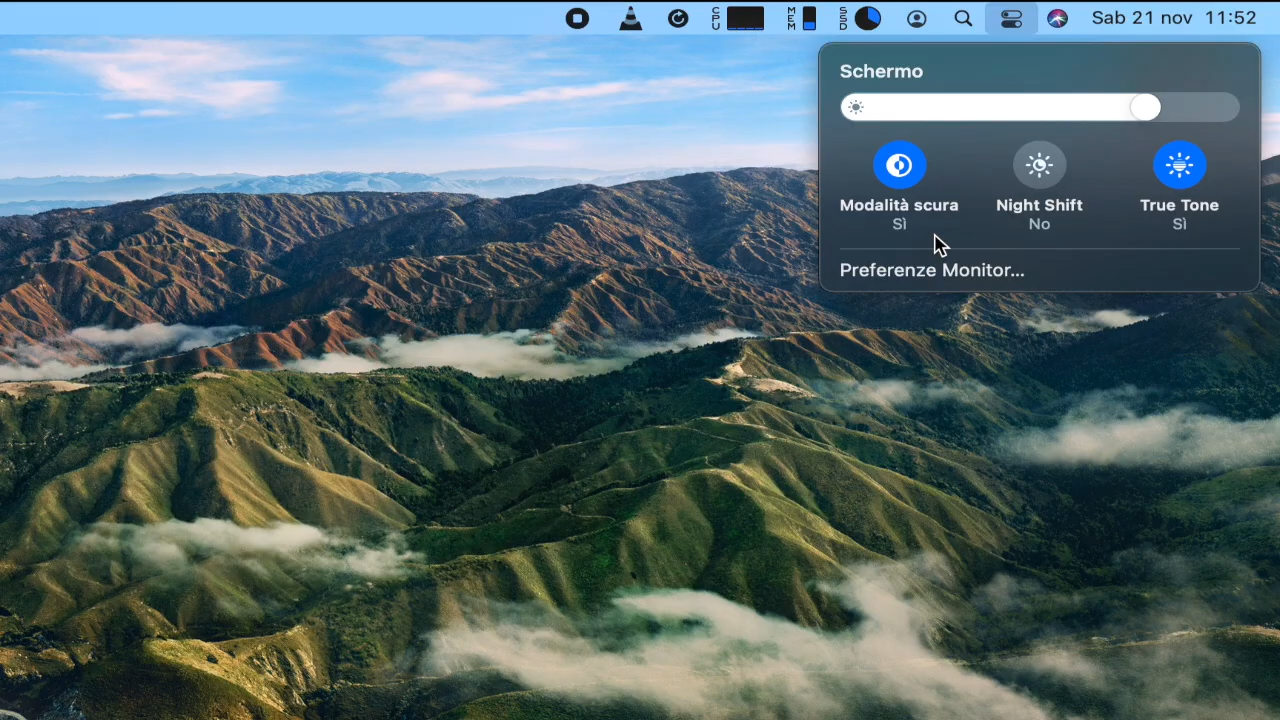 CPU MEM SSD Sab 21 nov 11:52
Schermo
Modalità scura Night Shift True Tone
Sì No Sì
Preferenze Monitor...